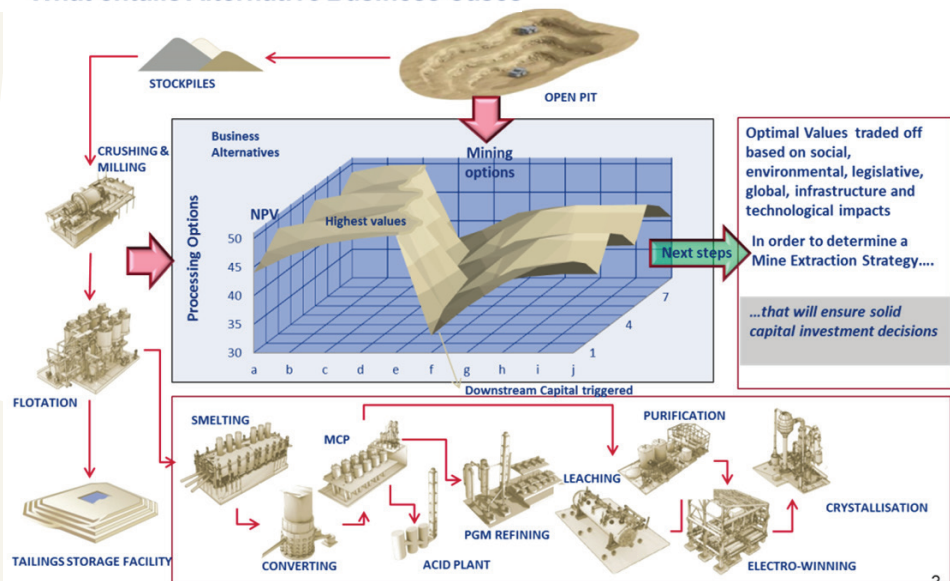 STOCKPILES
OPEN PIT
CRUSHING &
MILLING
Business
Alternatives
Mining
options
NPV
Highest values
Processing Options
50
45
40
35
30
a b c d e f g h i j
1
4
7
Downstream Capital triggered
Next steps
Optimal Values traded off
based on social,
environmental, legislative,
global, infrastructure and
technological impacts
In order to determine a
Mine Extraction Strategy....
...that will ensure solid
capital investment decisions
FLOTATION
TAILINGS STORAGE FACILITY
SMELTING
MCP
CONVERTING
ACID PLANT
PGM REFINING
LEACHING
PURIFICATION
ELECTRO-WINNING
CRYSTALLISATION